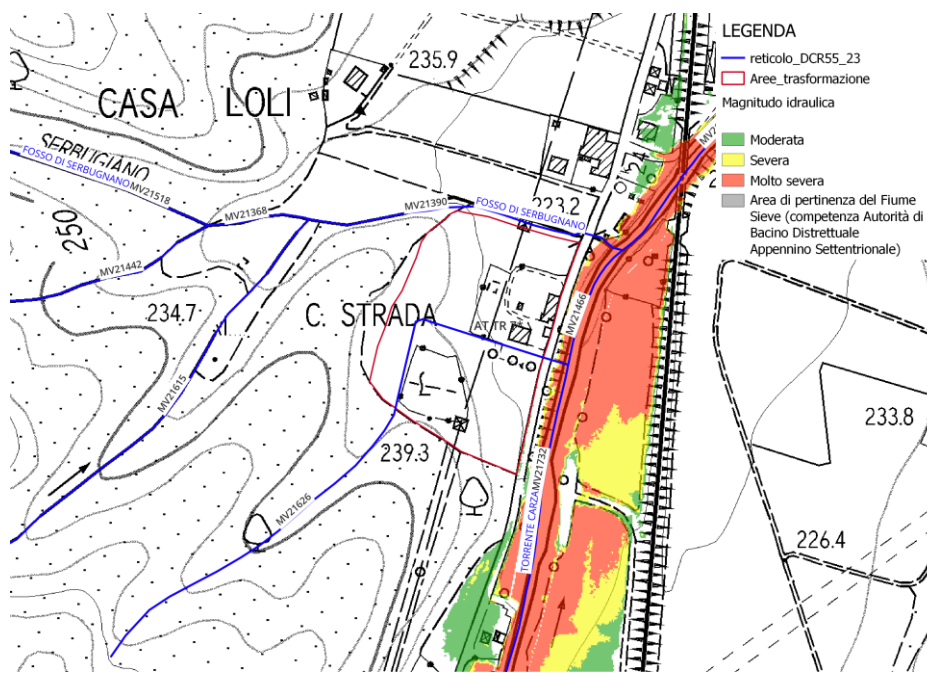 LEGENDA
reticolo_DCR55_23
Aree_trasformazione
Magnitudo idraulica
Moderata
Severa
Molto severa
Area di pertinenza del Fiume
Sieve (competenza Autorità di
Bacino Distrettuale
Appennino Settentrionale)
235.9
CASA LOLI
SERBUGIANO
FOSSO DI SERBUGNANO
MV21518
MV21368
MV21390
FOSSO DI SERBUGNANO
223.2
250
MV21442
234.7
C. STRADA
AT TR
MV21466
MV21615
239.3
MV21626
MV21732
TORRENTE CARZA
233.8
226.4